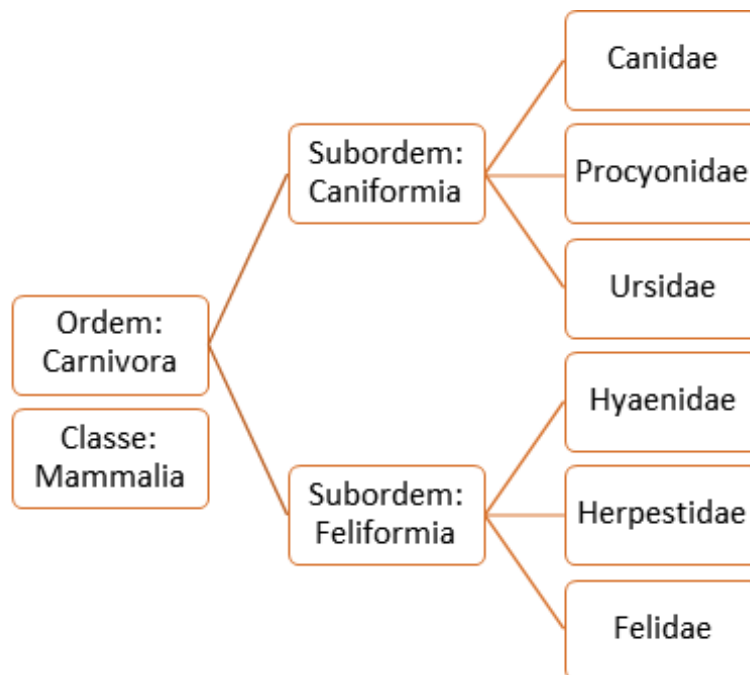 Ordem:
Carnivora
Classe:
Mammalia
Subordem:
Caniformia
Subordem:
Feliformia
Canidae
Procyonidae
Ursidae
Hyaenidae
Herpestidae
Felidae